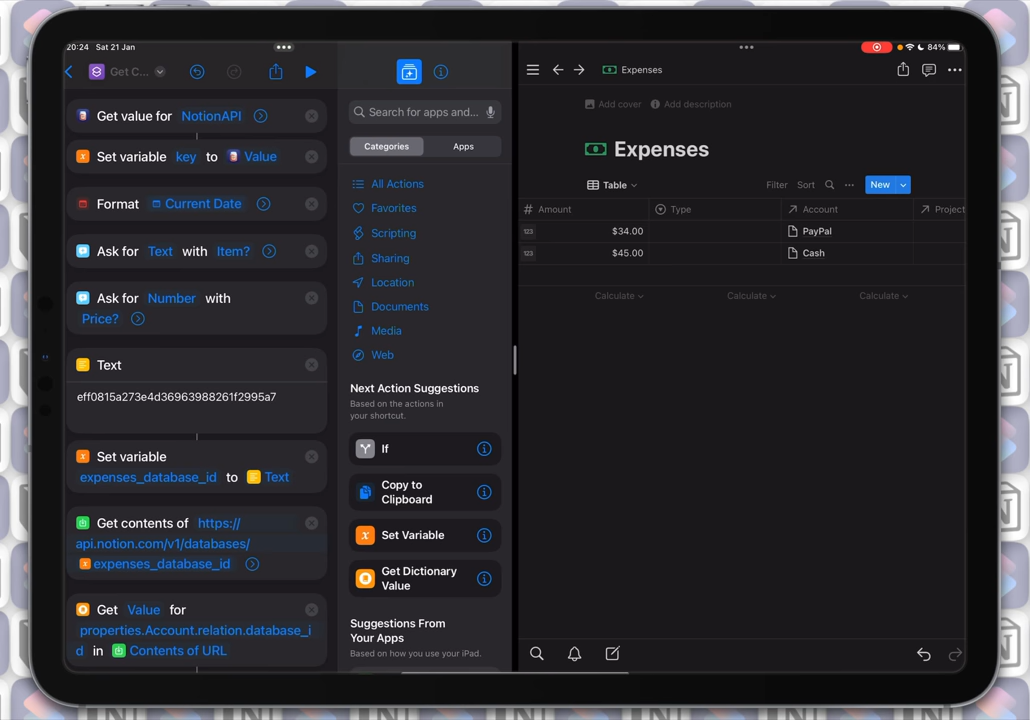 20:24 Sat 21 Jan
84%
Get C...
Get value for NotionAPI
Set variable key to Value
Format Current Date
Ask for Text with Item?
Ask for Number with
Price?
Text
eff0815a273e4d36963988261f2995a7
Set variable
expenses_database_id to Text
Get contents of https://
api.notion.com/v1/databases/
expenses_database_id
Get Value for
properties.Account.relation.database_i
d in Contents of URL
Search for apps and...
Categories Apps
All Actions
Favorites
Scripting
Sharing
Location
Documents
Media
Web
Next Action Suggestions
Based on the actions in
your shortcut.
If
Copy to
Clipboard
Set Variable
Get Dictionary
Value
Suggestions From
Your Apps
Based on how you use your iPad.
Expenses
Add cover Add description
Expenses
Table
Filter Sort New
# Amount Type Account Project
123 $34.00 PayPal
123 $45.00 Cash
Calculate Calculate Calculate